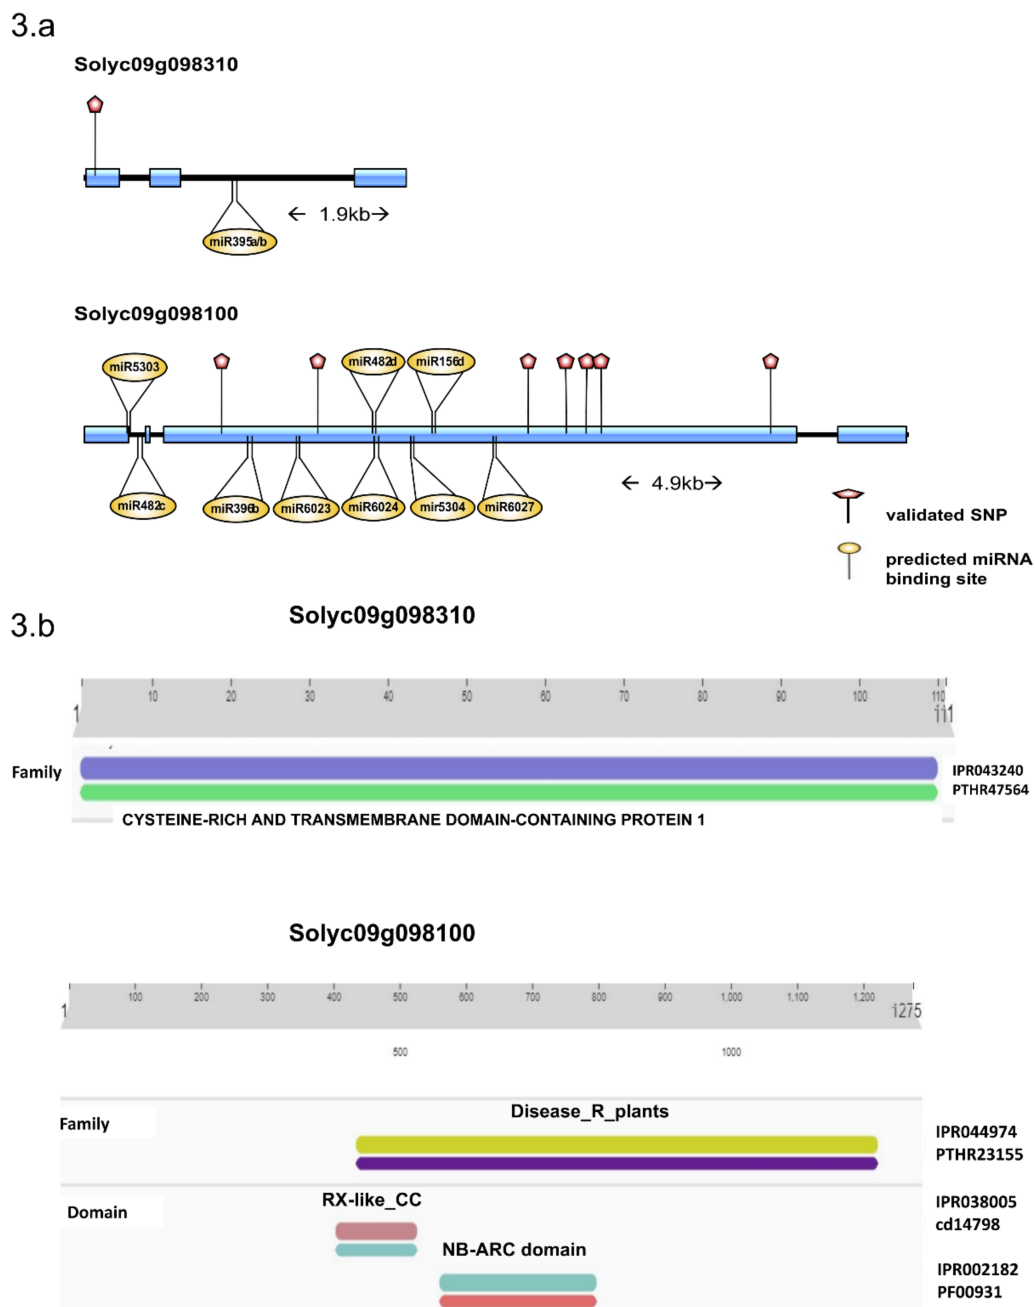 3.a
Solyc09g098310
miR395a/b
← 1.9kb→
Solyc09g098100
miR5303
miR482d
miR156d
miR482c
miR396b
miR6023
miR6024
mir5304
miR6027
← 4.9kb→
validated SNP
predicted miRNA
binding site
3.b
Solyc09g098310
10 20 30 40 50 60 70 80 90 100 110
1 111
Family
IPR043240
PTHR47564
CYSTEINE-RICH AND TRANSMEMBRANE DOMAIN-CONTAINING PROTEIN 1
Solyc09g098100
100 200 300 400 500 600 700 800 900 1,000 1,100 1,200
1 1275
500 1000
Family
Disease_R_plants
IPR044974
PTHR23155
Domain
RX-like_CC
IPR038005
cd14798
NB-ARC domain
IPR002182
PF00931